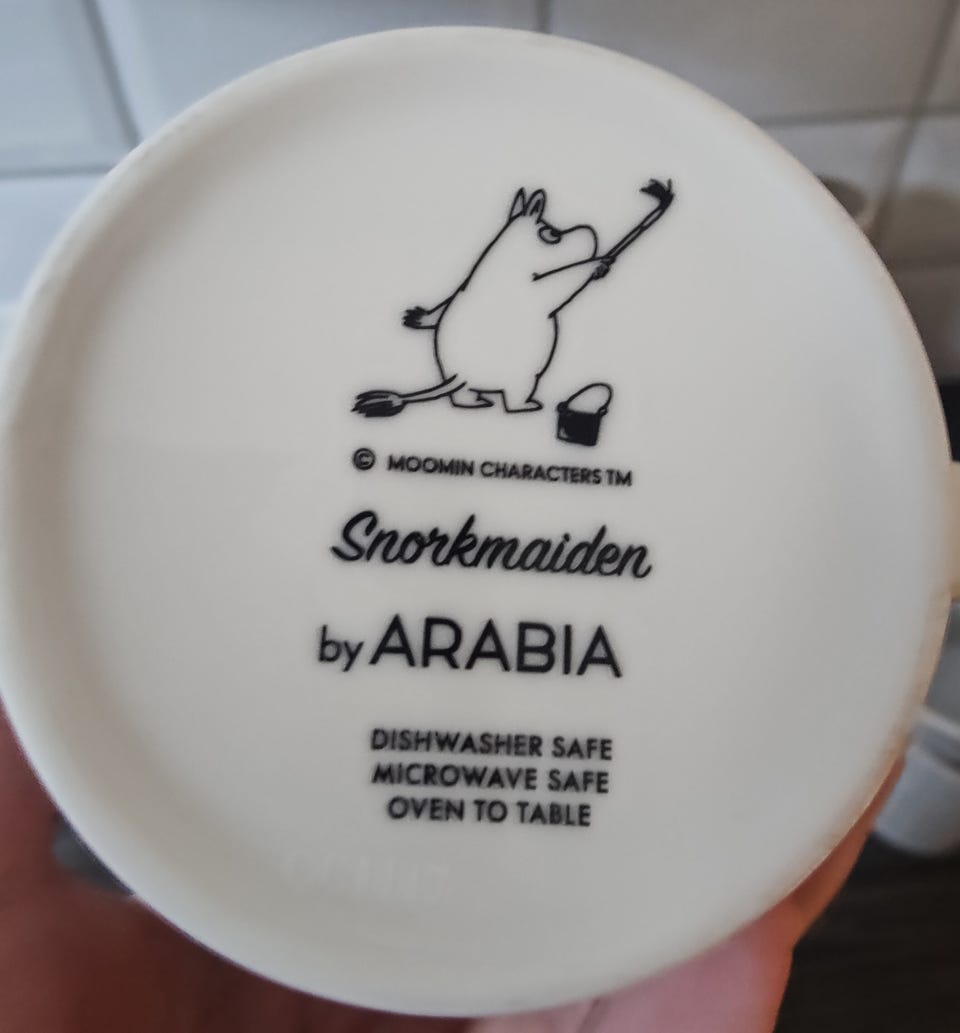 © MOOMIN CHARACTERS TM
Snorkmaiden
by ARABIA
DISHWASHER SAFE
MICROWAVE SAFE
OVEN TO TABLE